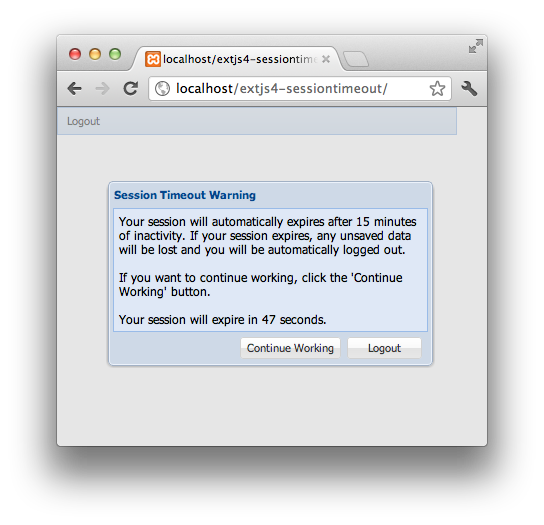 localhost/extjs4-sessiontime
localhost/extjs4-sessiontimeout/
Logout
Session Timeout Warning
Your session will automatically expires after 15 minutes
of inactivity. If your session expires, any unsaved data
will be lost and you will be automatically logged out.
If you want to continue working, click the 'Continue
Working' button.
Your session will expire in 47 seconds.
Continue Working Logout